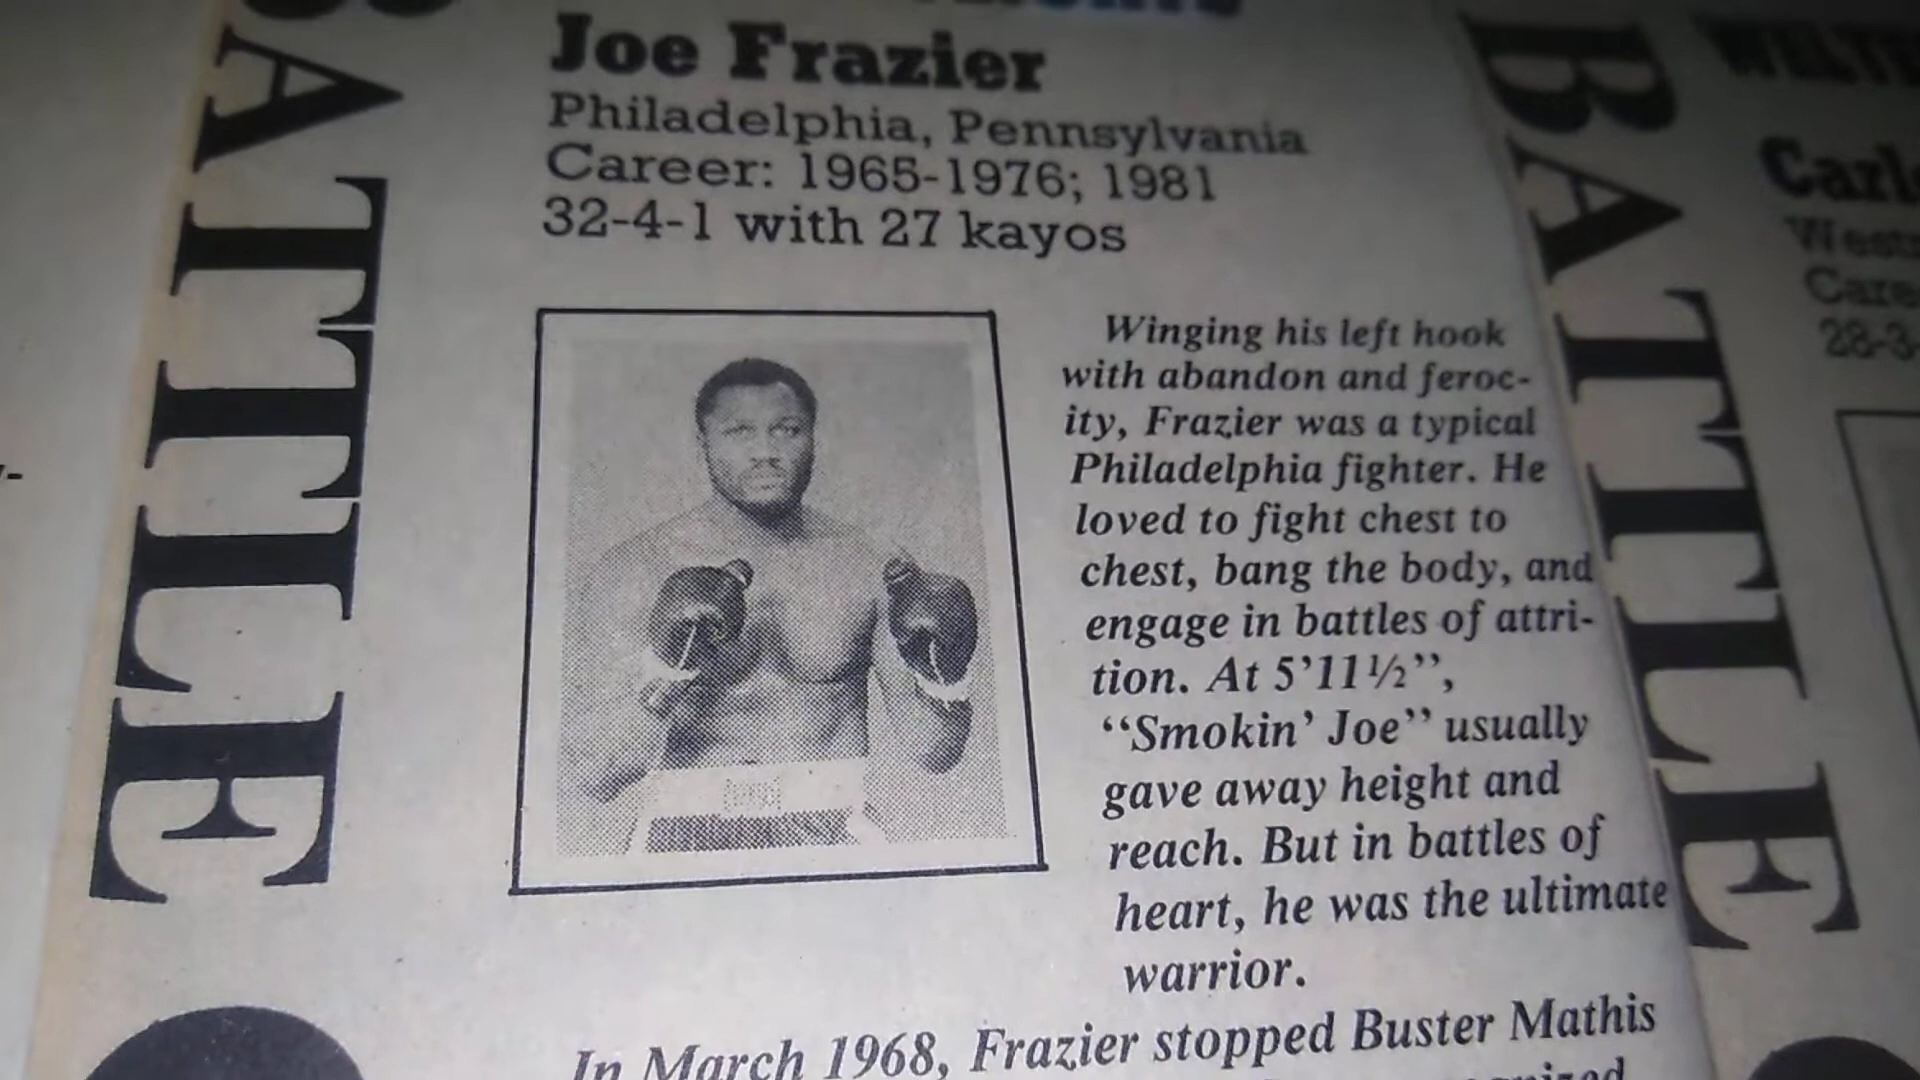 BATTLE
Joe Frazier
Philadelphia, Pennsylvania
Career: 1965-1976; 1981
32-4-1 with 27 kayos
Winging his left hook
with abandon and feroc-
ity, Frazier was a typical
Philadelphia fighter. He
loved to fight chest to
chest, bang the body, and
engage in battles of attri-
tion. At 5’11½”,
“Smokin’ Joe” usually
gave away height and
reach. But in battles of
heart, he was the ultimate
warrior.
In March 1968, Frazier stopped Buster Mathis
BATTLE
28-3-